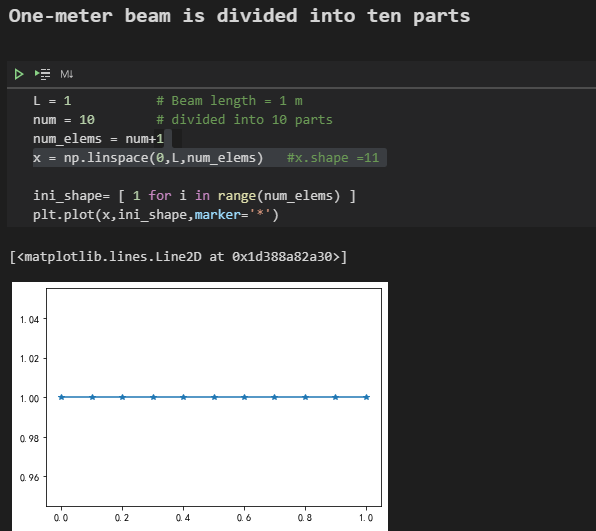 One-meter beam is divided into ten parts
M↓
L = 1 # Beam length = 1 m
num = 10 # divided into 10 parts
num_elems = num+1
x = np.linspace(0,L,num_elems) #x.shape =11
ini_shape= [ 1 for i in range(num_elems) ]
plt.plot(x,ini_shape,marker='*')
[<matplotlib.lines.Line2D at 0x1d388a82a30>]
1.04
1.02
1.00
0.98
0.96
0.0 0.2 0.4 0.6 0.8 1.0